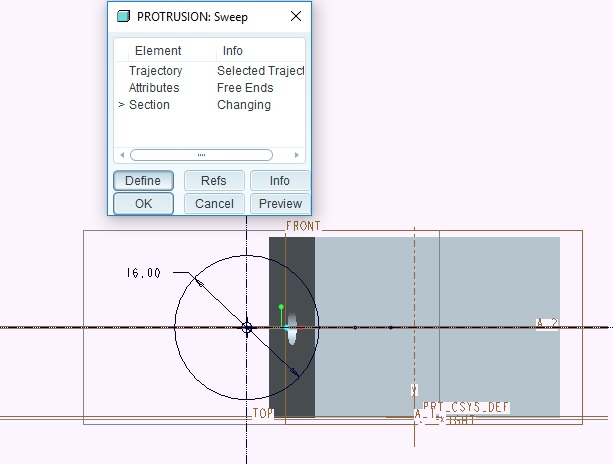 PROTRUSION: Sweep
Element Info
Trajectory Selected Traject
Attributes Free Ends
> Section Changing
Define Refs Info
OK Cancel Preview
FRONT
16.00
A_2
Y
PRT_CSYS_DEF
TOP